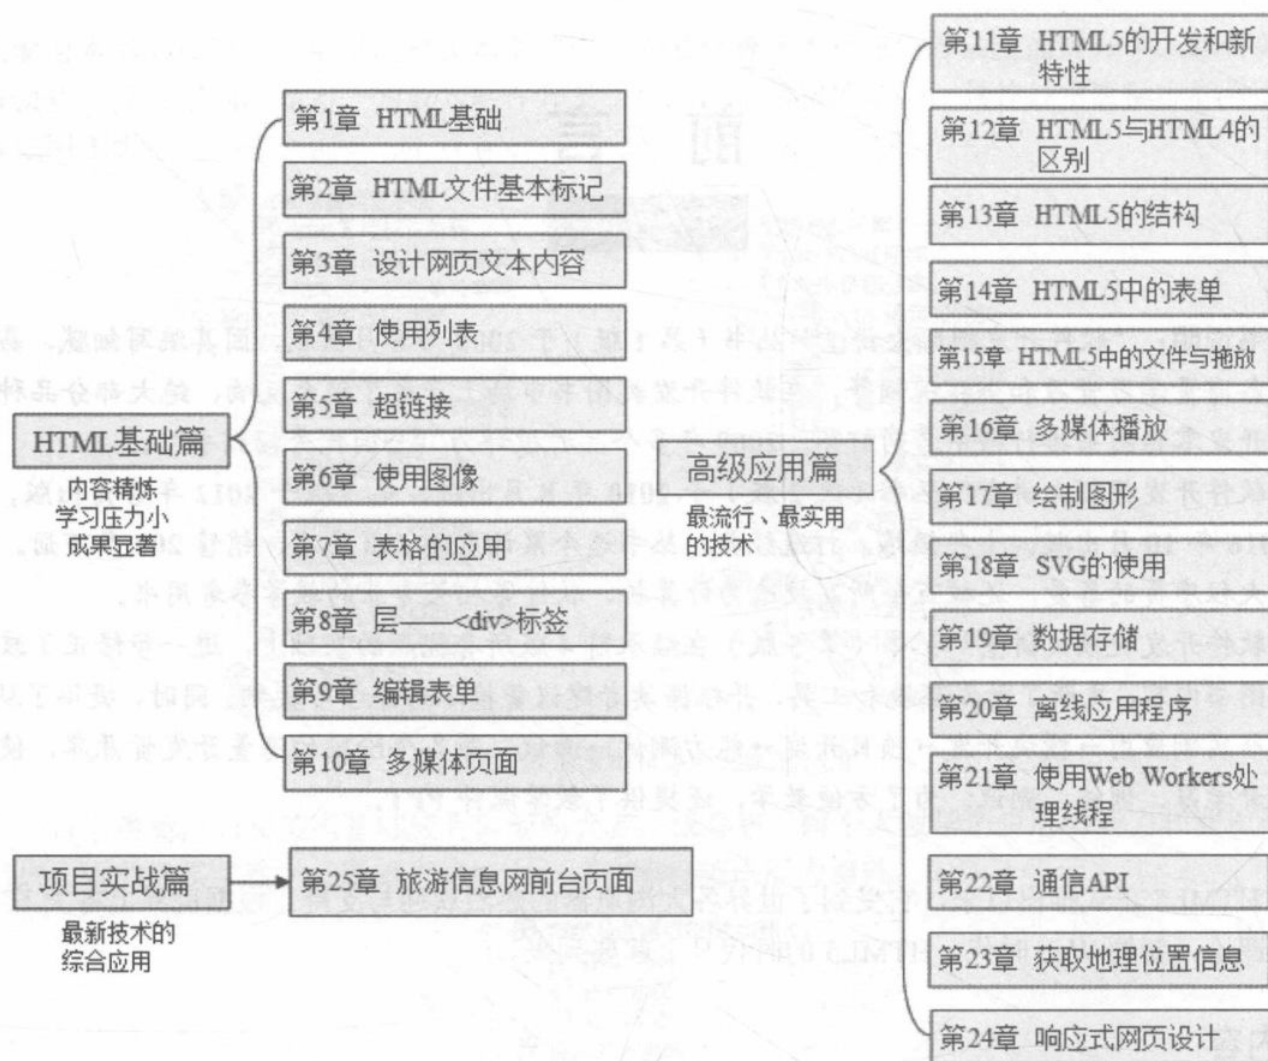 HTML基础篇
内容精炼
学习压力小
成果显著
第1章 HTML基础
第2章 HTML文件基本标记
第3章 设计网页文本内容
第4章 使用列表
第5章 超链接
第6章 使用图像
第7章 表格的应用
第8章 层——<div>标签
第9章 编辑表单
第10章 多媒体页面
高级应用篇
最流行、最实用
的技术
第11章 HTML5的开发和新
特性
第12章 HTML5与HTML4的
区别
第13章 HTML5的结构
第14章 HTML5中的表单
第15章 HTML5中的文件与拖放
第16章 多媒体播放
第17章 绘制图形
第18章 SVG的使用
第19章 数据存储
第20章 离线应用程序
第21章 使用Web Workers处
理线程
第22章 通信API
第23章 获取地理位置信息
第24章 响应式网页设计
项目实战篇
最新技术的
综合应用
第25章 旅游信息网前台页面